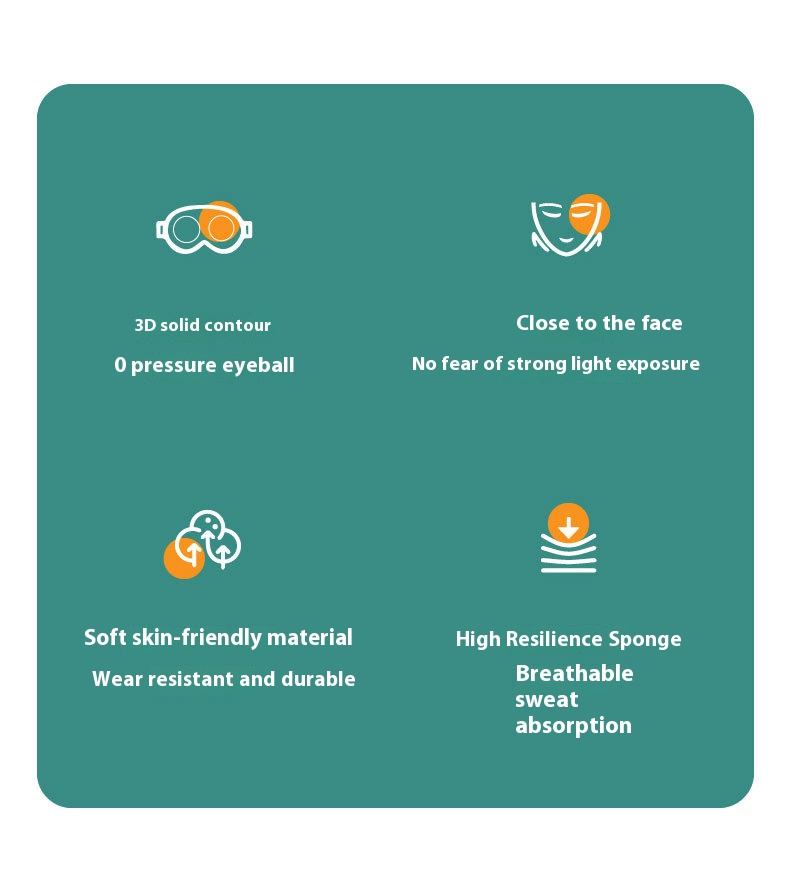 3D solid contour
0 pressure eyeball
Close to the face
No fear of strong light exposure
Soft skin-friendly material
Wear resistant and durable
High Resilience Sponge
Breathable
sweat
absorption